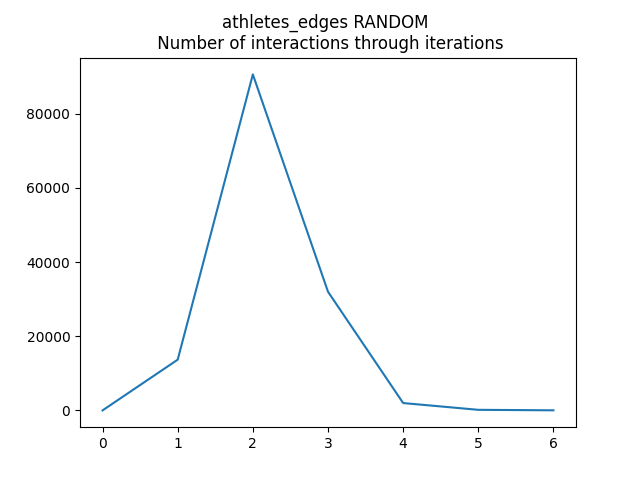 athletes_edges RANDOM
Number of interactions through iterations
80000
60000
40000
20000
0
0 1 2 3 4 5 6